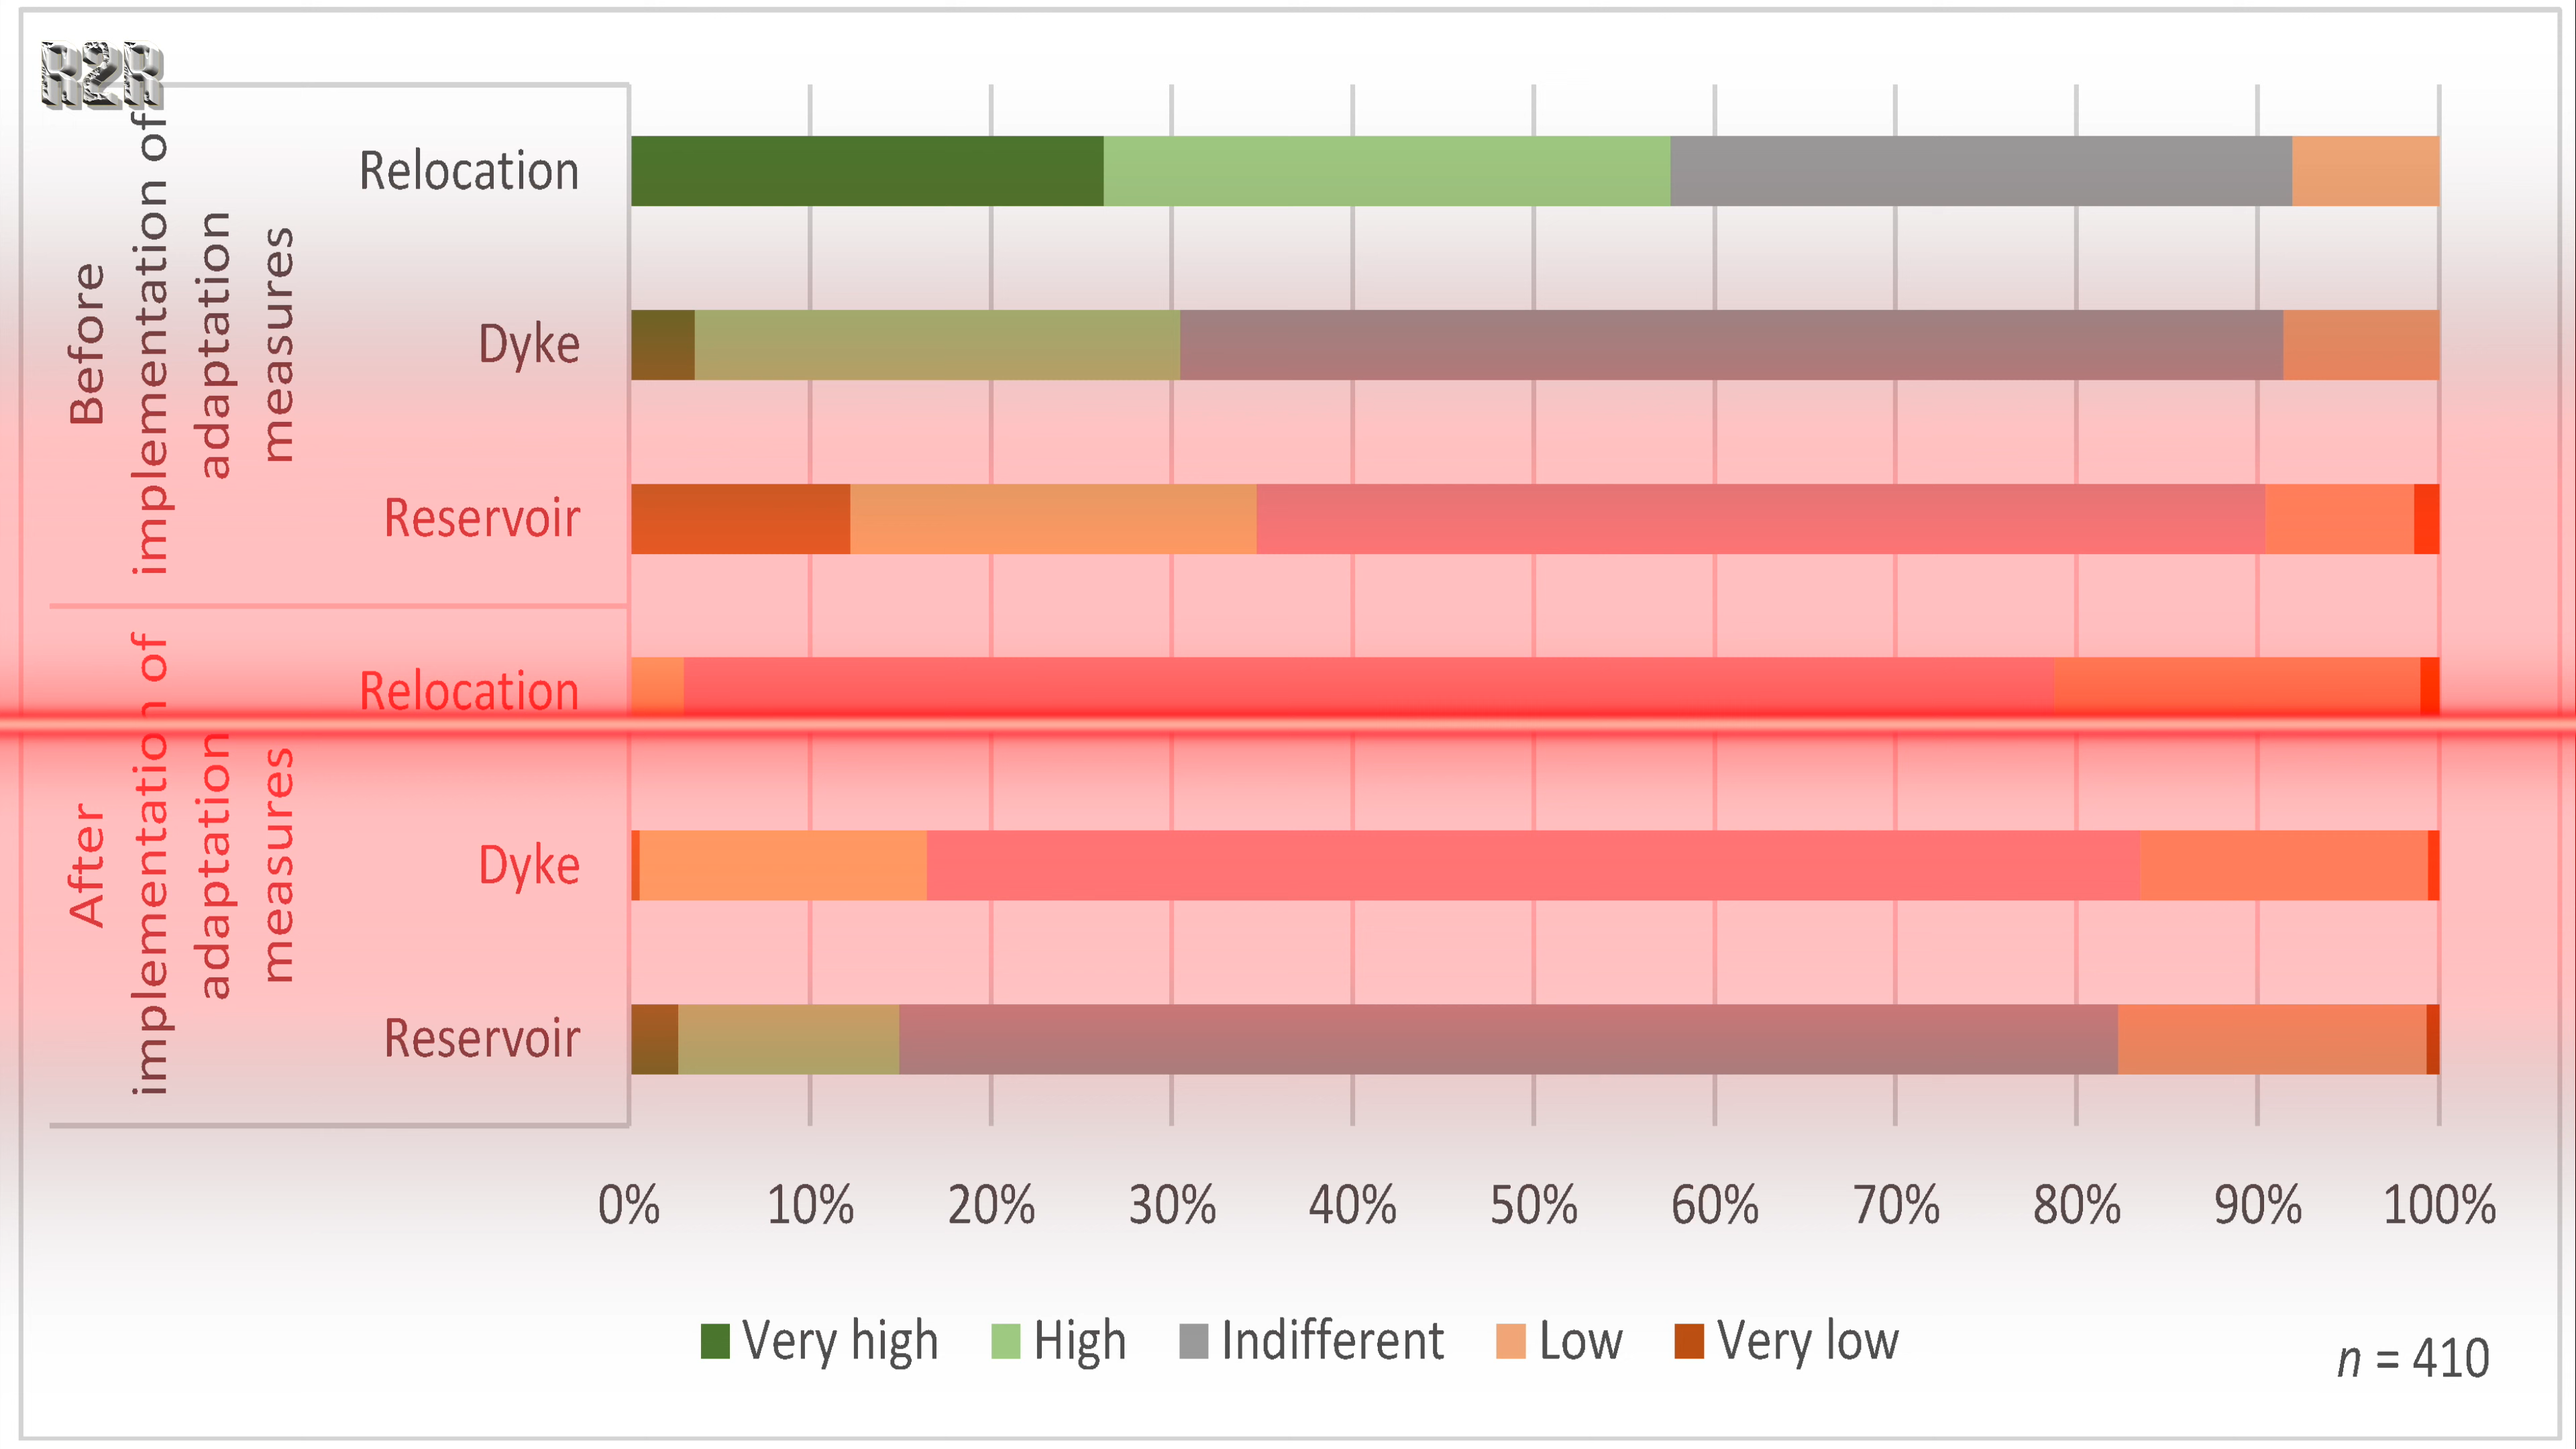 R2R
Before
implementation of
adaptation
measures
Relocation
Dyke
Reservoir
After
implementation of
adaptation
measures
Relocation
Dyke
Reservoir
0% 10% 20% 30% 40% 50% 60% 70% 80% 90% 100%
Very high High Indifferent Low Very low
n = 410